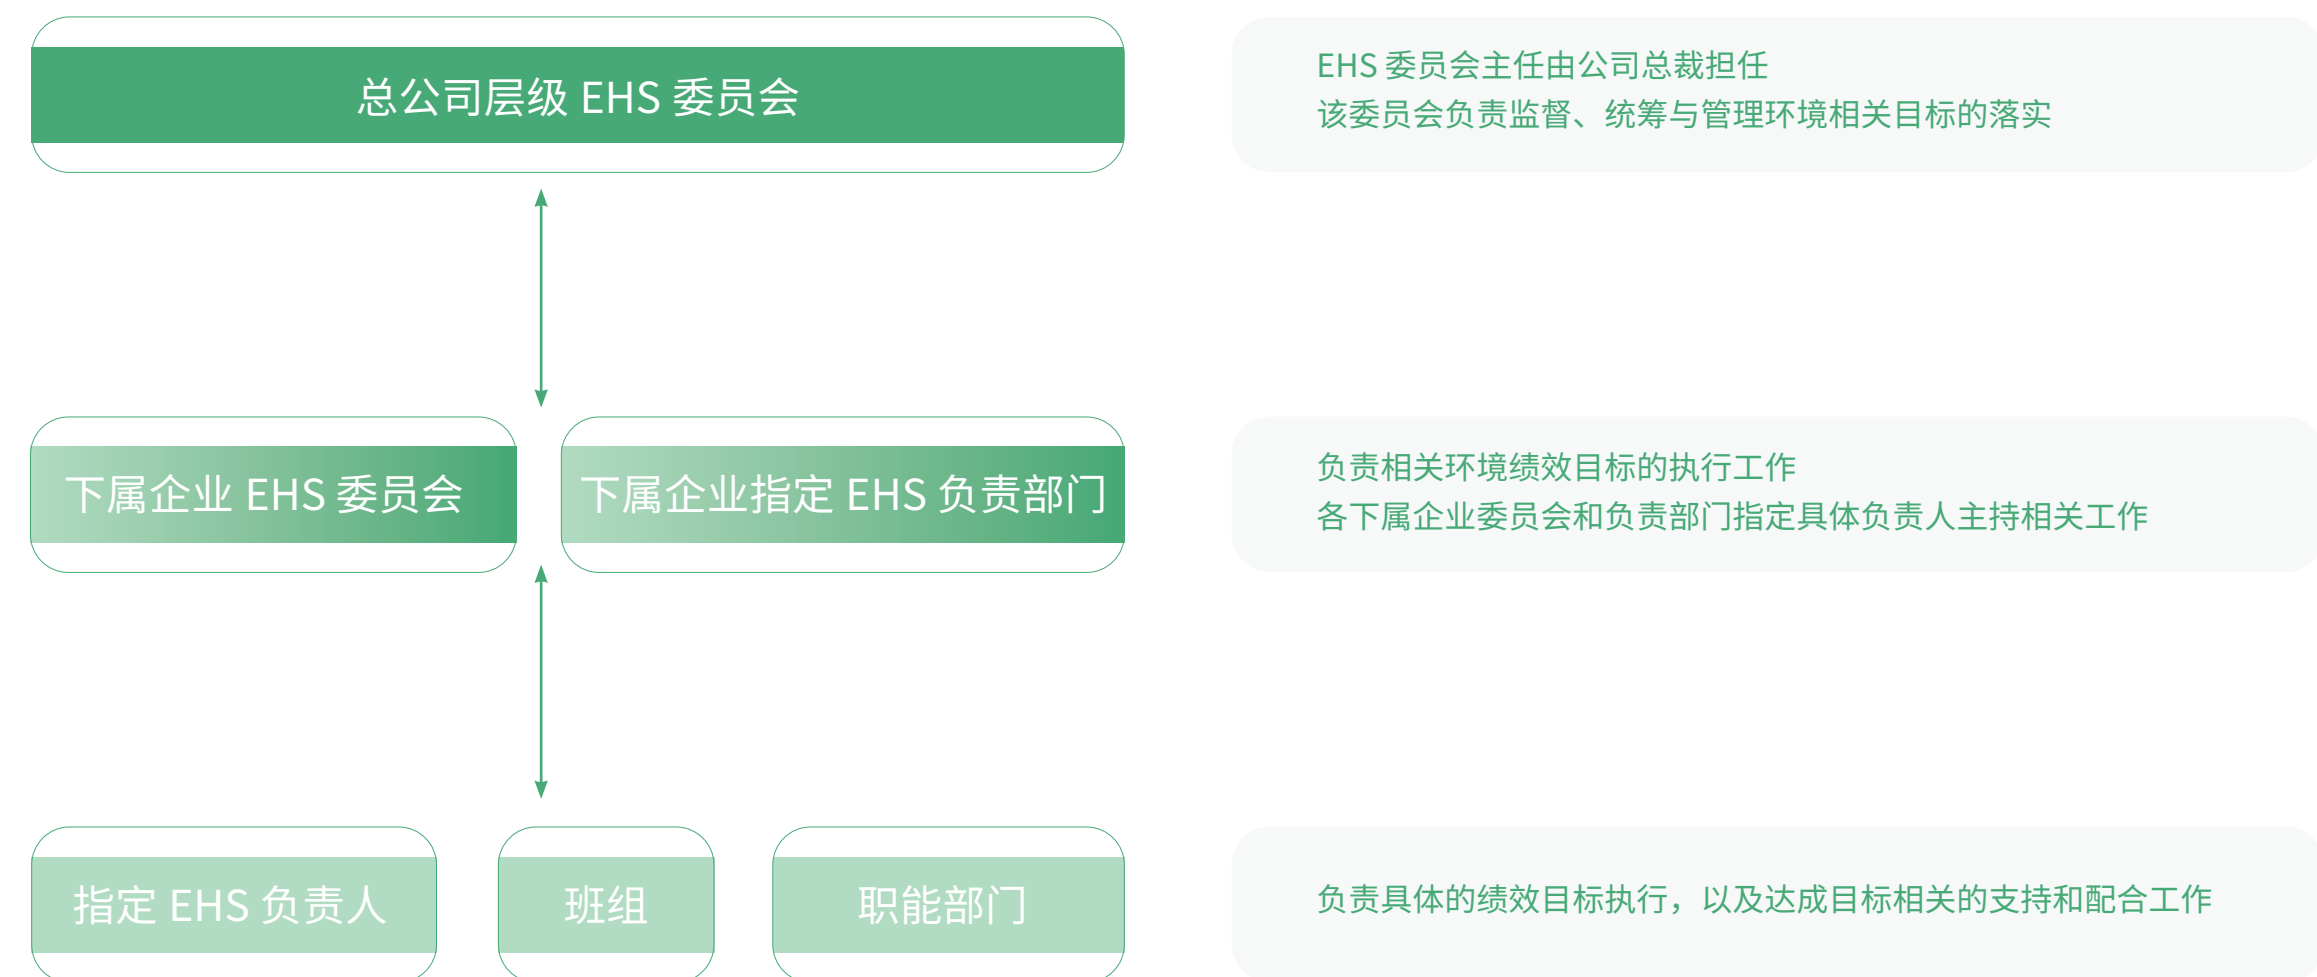 总公司层级 EHS 委员会
EHS 委员会主任由公司总裁担任
该委员会负责监督、统筹与管理环境相关目标的落实
下属企业 EHS 委员会
下属企业指定 EHS 负责部门
负责相关环境绩效目标的执行工作
各下属企业委员会和负责部门指定具体负责人主持相关工作
指定 EHS 负责人
班组
职能部门
负责具体的绩效目标执行，以及达成目标相关的支持和配合工作